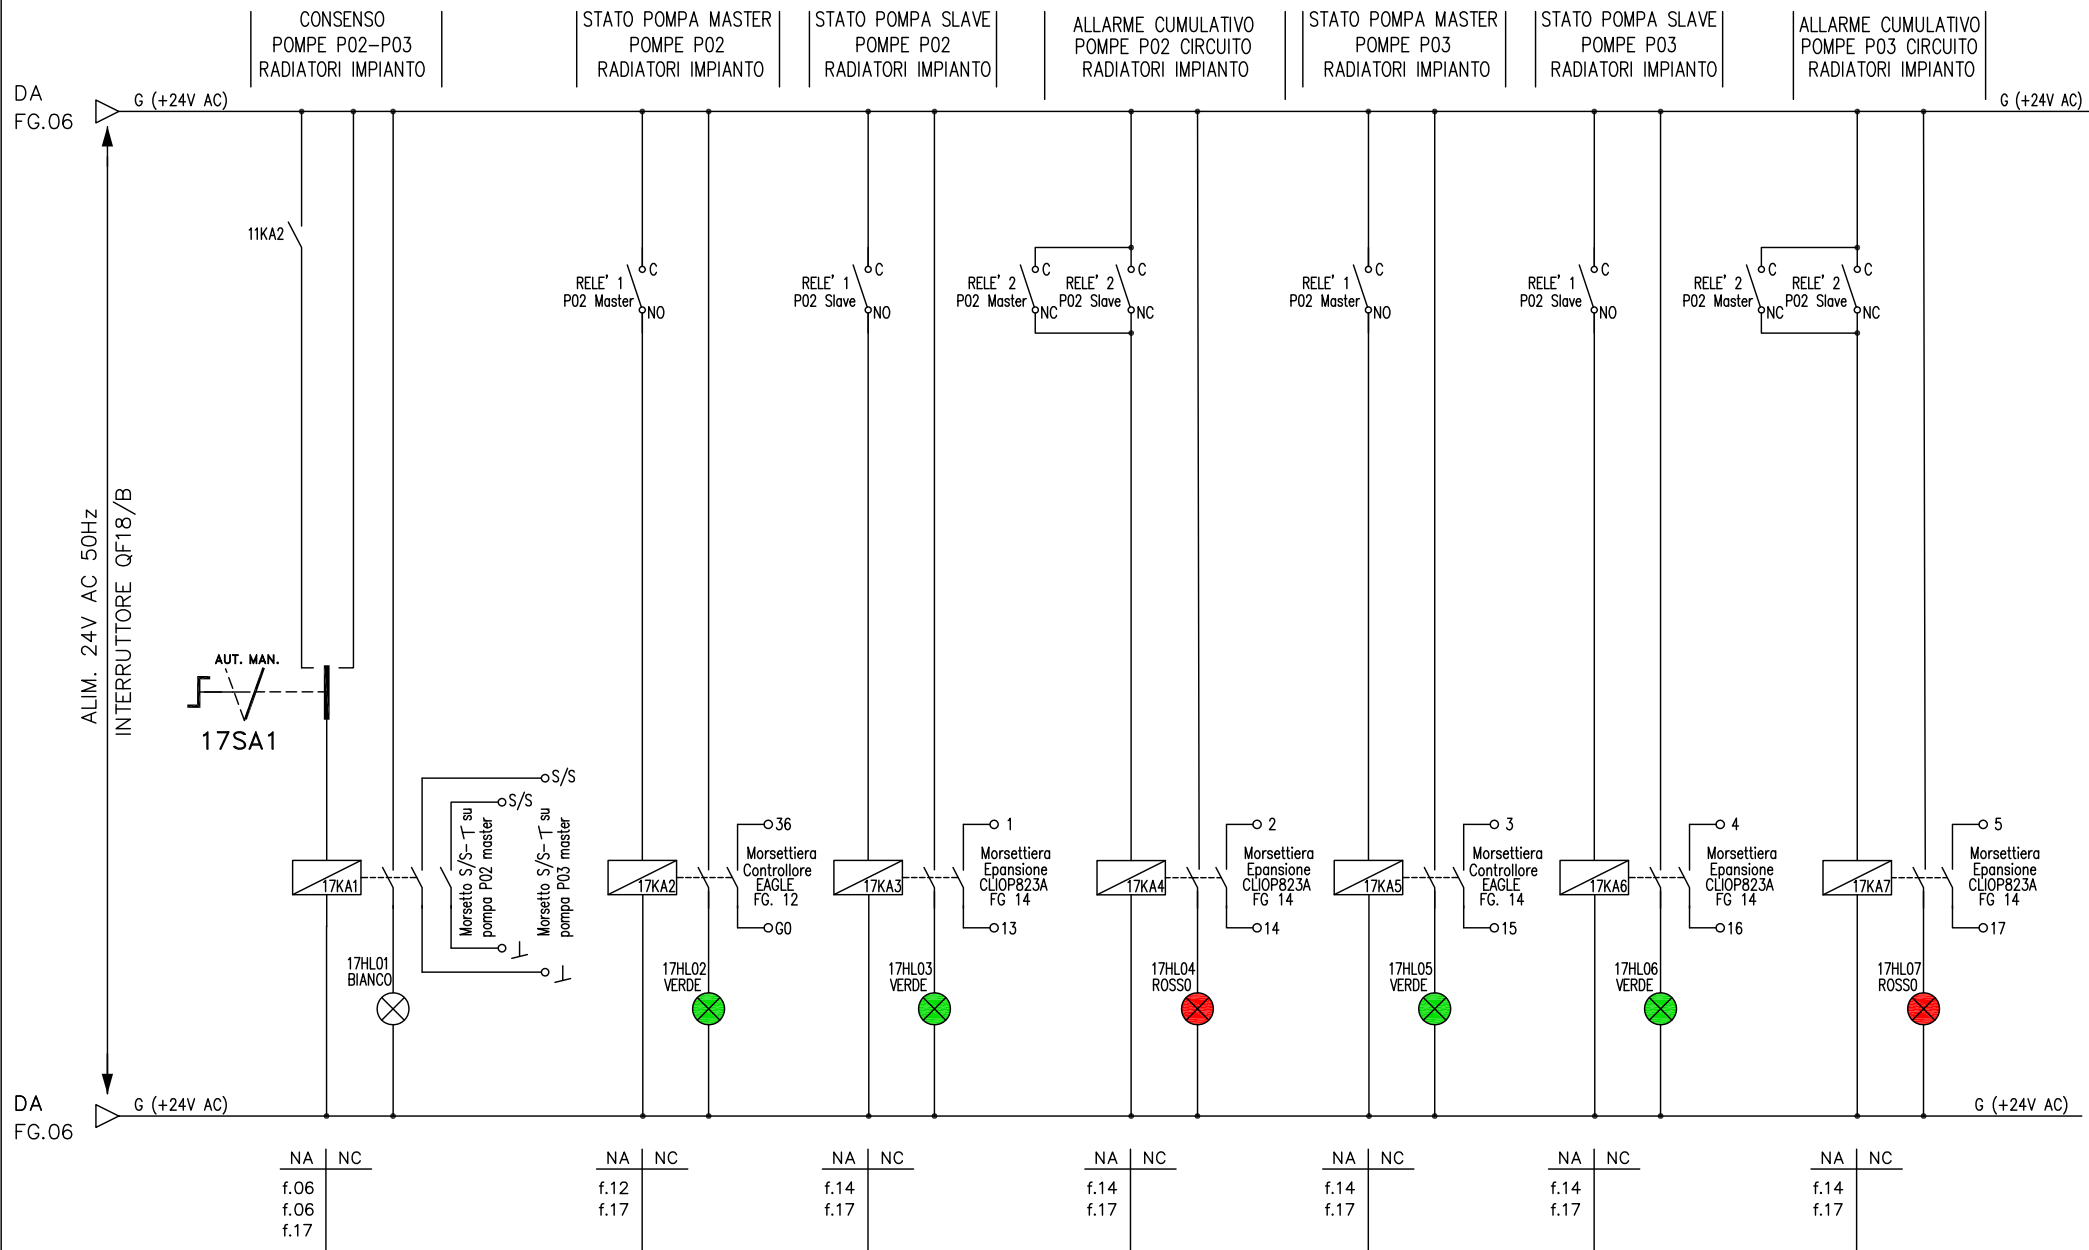 CONSENSO
POMPE P02-P03
RADIATORI IMPIANTO
STATO POMPA MASTER
POMPE P02
RADIATORI IMPIANTO
STATO POMPA SLAVE
POMPE P02
RADIATORI IMPIANTO
ALLARME CUMULATIVO
POMPE P02 CIRCUITO
RADIATORI IMPIANTO
STATO POMPA MASTER
POMPE P03
RADIATORI IMPIANTO
STATO POMPA SLAVE
POMPE P03
RADIATORI IMPIANTO
ALLARME CUMULATIVO
POMPE P03 CIRCUITO
RADIATORI IMPIANTO
DA
FG.06
G (+24V AC)
G (+24V AC)
11KA2
RELE' 1
P02 Master
C
NO
RELE' 1
P02 Slave
C
NO
RELE' 2
P02 Master
C
NC
RELE' 2
P02 Slave
C
NC
RELE' 1
P02 Master
C
NO
RELE' 1
P02 Slave
C
NO
RELE' 2
P02 Master
C
NC
RELE' 2
P02 Slave
C
NC
ALIM. 24V AC 50Hz
INTERRUTTORE QF18/B
AUT. MAN.
17SA1
17KA1
S/S
S/S
Morsetto S/S-⊥ su
pompa P02 master
Morsetto S/S-⊥ su
pompa P03 master
⊥
⊥
17HL01
BIANCO
17KA2
36
Morsettiera
Controllore
EAGLE
FG. 12
G0
17HL02
VERDE
17KA3
1
Morsettiera
Epansione
CLIOP823A
FG 14
13
17HL03
VERDE
17KA4
2
Morsettiera
Epansione
CLIOP823A
FG 14
14
17HL04
ROSSO
17KA5
3
Morsettiera
Controllore
EAGLE
FG. 14
15
17HL05
VERDE
17KA6
4
Morsettiera
Epansione
CLIOP823A
FG 14
16
17HL06
VERDE
17KA7
5
Morsettiera
Epansione
CLIOP823A
FG 14
17
17HL07
ROSSO
DA
FG.06
G (+24V AC)
G (+24V AC)
NA NC
f.06
f.06
f.17
NA NC
f.12
f.17
NA NC
f.14
f.17
NA NC
f.14
f.17
NA NC
f.14
f.17
NA NC
f.14
f.17
NA NC
f.14
f.17